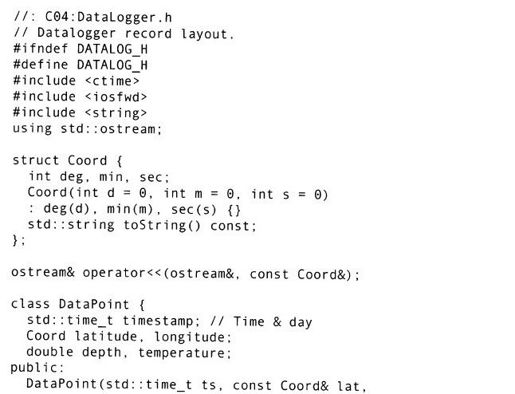 //: C04:DataLogger.h
// Datalogger record layout.
#ifndef DATALOG_H
#define DATALOG_H
#include <ctime>
#include <iosfwd>
#include <string>
using std::ostream;

struct Coord {
  int deg, min, sec;
  Coord(int d = 0, int m = 0, int s = 0)
  : deg(d), min(m), sec(s) {}
  std::string toString() const;
};

ostream& operator<<(ostream&, const Coord&);

class DataPoint {
  std::time_t timestamp; // Time & day
  Coord latitude, longitude;
  double depth, temperature;
public:
  DataPoint(std::time_t ts, const Coord& lat,